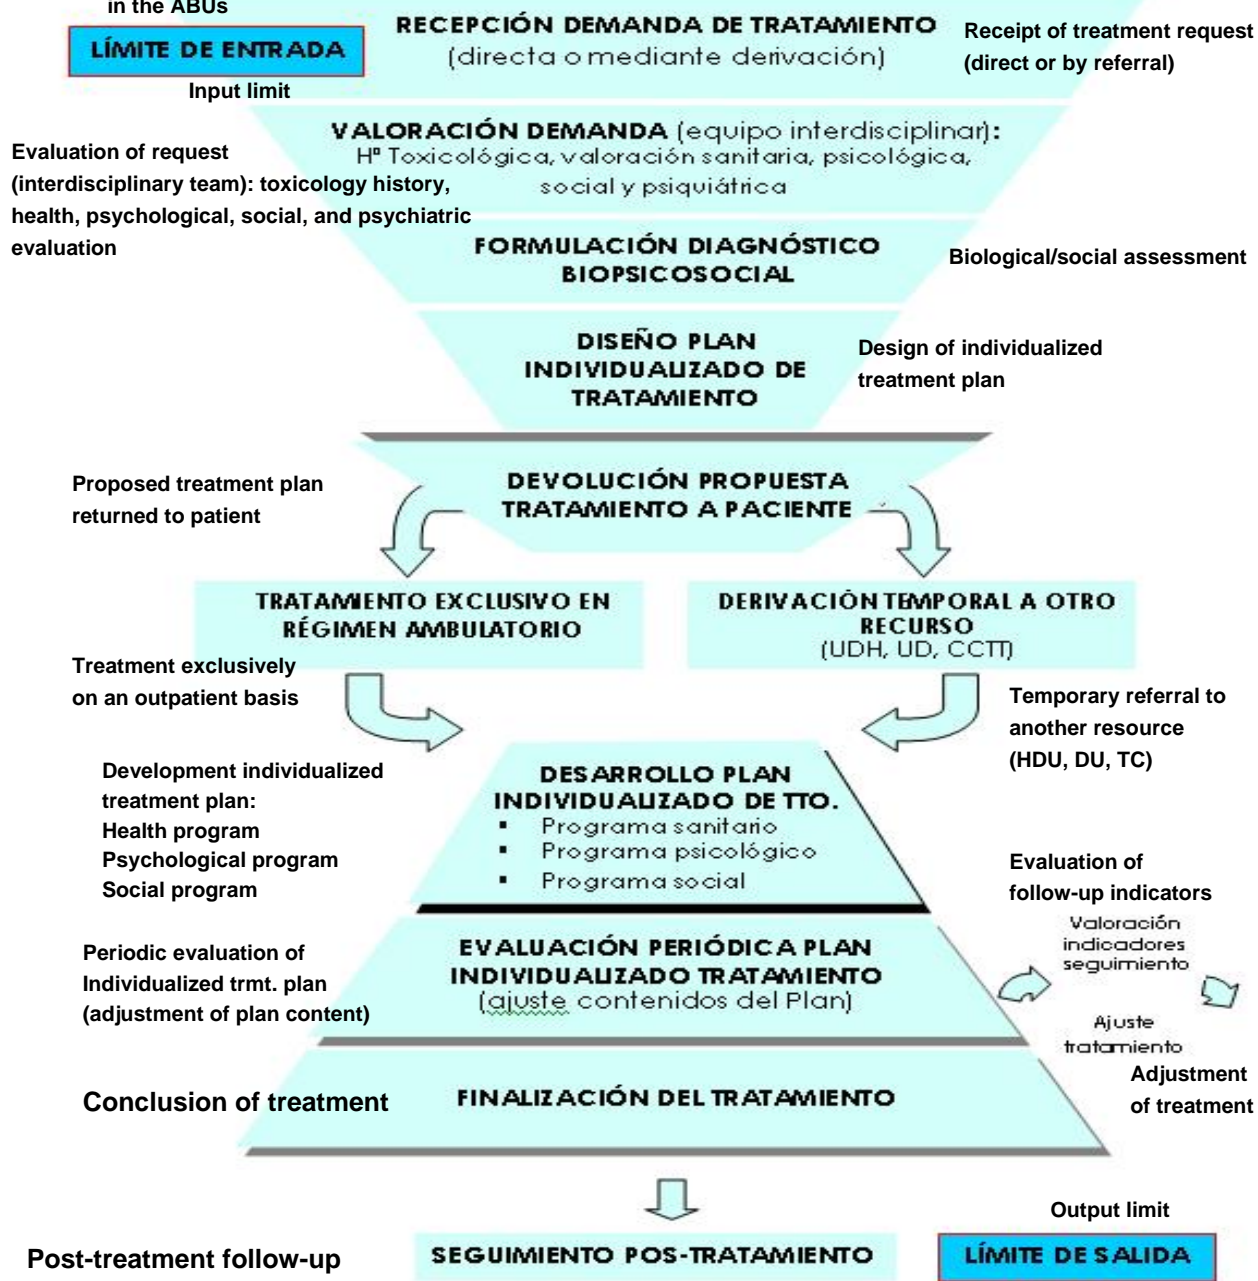 in the ABUs
LÍMITE DE ENTRADA
Input limit
RECEPCIÓN DEMANDA DE TRATAMIENTO
(directa o mediante derivación)
Receipt of treatment request
(direct or by referral)
VALORACIÓN DEMANDA (equipo interdisciplinar):
Hª Toxicológica, valoración sanitaria, psicológica,
social y psiquiátrica
Evaluation of request
(interdisciplinary team): toxicology history,
health, psychological, social, and psychiatric
evaluation
FORMULACIÓN DIAGNÓSTICO
BIOPSICOSOCIAL
Biological/social assessment
DISEÑO PLAN
INDIVIDUALIZADO DE
TRATAMIENTO
Design of individualized
treatment plan
DEVOLUCIÓN PROPUESTA
TRATAMIENTO A PACIENTE
Proposed treatment plan
returned to patient
TRATAMIENTO EXCLUSIVO EN
RÉGIMEN AMBULATORIO
DERIVACIÓN TEMPORAL A OTRO
RECURSO
(UDH, UD, CCTT)
Treatment exclusively
on an outpatient basis
Temporary referral to
another resource
(HDU, DU, TC)
Development individualized
treatment plan:
Health program
Psychological program
Social program
DESARROLLO PLAN
INDIVIDUALIZADO DE TTO.
▪ Programa sanitario
▪ Programa psicológico
▪ Programa social
Evaluation of
follow-up indicators
Valoración
indicadores
seguimiento
Periodic evaluation of
Individualized trmt. plan
(adjustment of plan content)
EVALUACIÓN PERIÓDICA PLAN
INDIVIDUALIZADO TRATAMIENTO
(ajuste contenidos del Plan)
Ajuste
tratamiento
Adjustment
of treatment
Conclusion of treatment
FINALIZACIÓN DEL TRATAMIENTO
Output limit
Post-treatment follow-up
SEGUIMIENTO POS-TRATAMIENTO
LÍMITE DE SALIDA